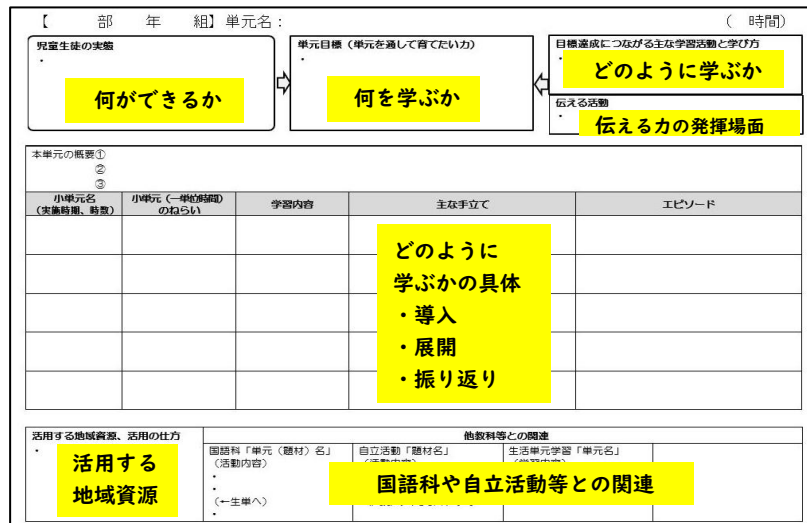 【　　　部　　年　　組】単元名：　　　　　　　　　　（　時間）
児童生徒の実態
・
何ができるか
単元目標（単元を通して育てたい力）
・
何を学ぶか
目標達成につながる主な学習活動と学び方
・
どのように学ぶか
伝える活動
・
伝える力の発揮場面
本単元の概要①
②
③
小単元名
（実施時期、時数）
小単元（一単位時間）
のねらい
学習内容
主な手立て
エピソード
どのように
学ぶかの具体
・導入
・展開
・振り返り
活用する地域資源、活用の仕方
・
活用する
地域資源
他教科等との関連
国語科「単元（題材）名」
（活動内容）
・
・
（←生単へ）
・
自立活動「題材名」
生活単元学習「単元名」
国語科や自立活動等との関連